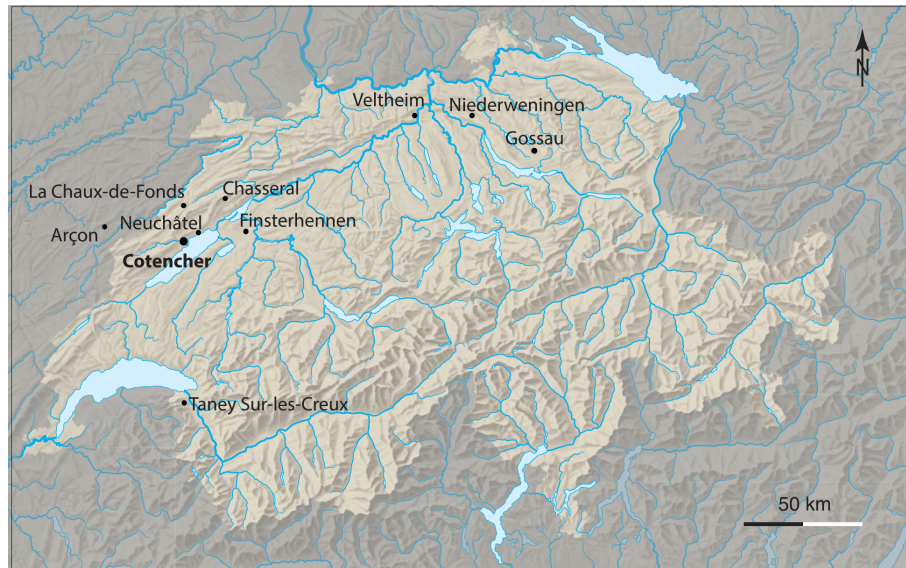 N
Veltheim
Niederweningen
Gossau
La Chaux-de-Fonds
Chasseral
Neuchâtel
Finsterhennen
Arçon
Cotencher
Taney Sur-les-Creux
50 km